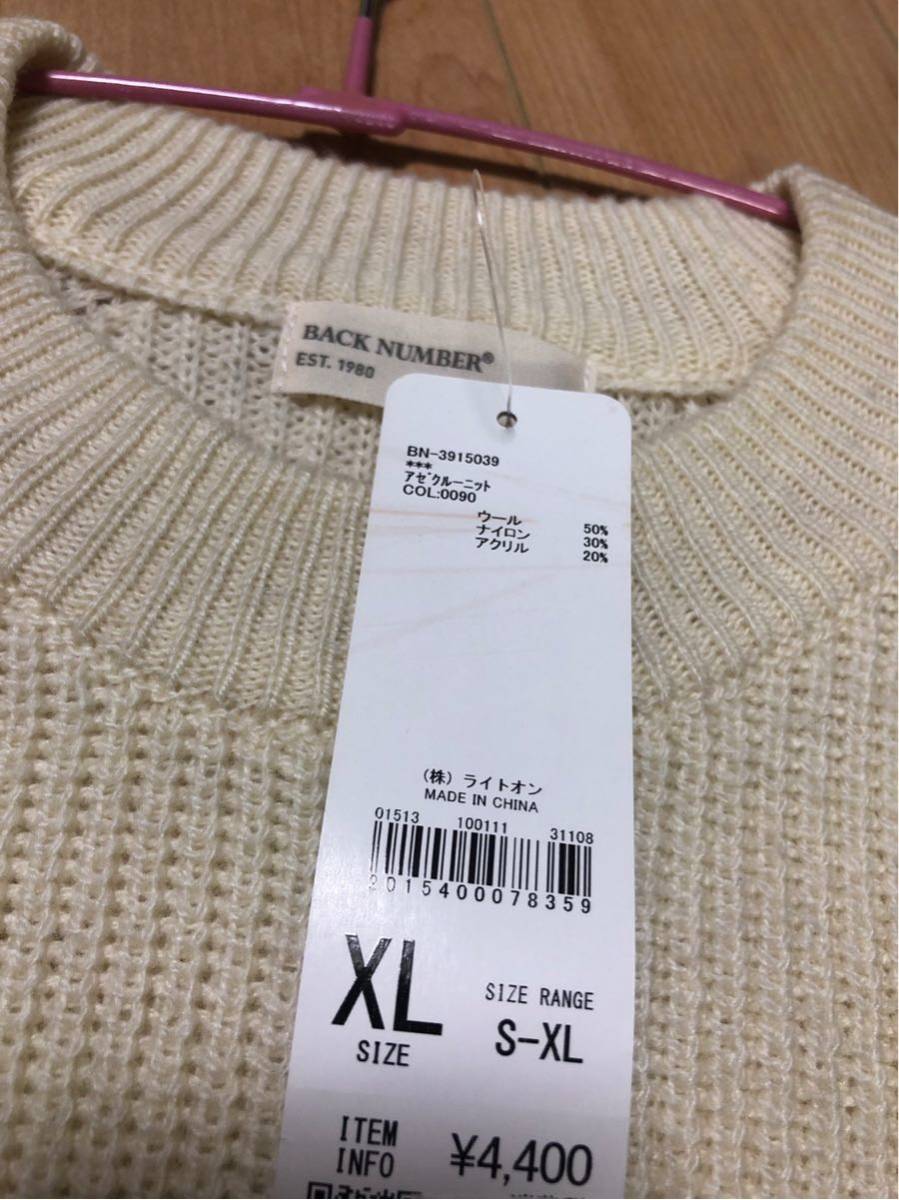 BACK NUMBER®
EST. 1980
BN-3915039
***
アゼクルーニット
COL:0090
ウール 50%
ナイロン 30%
アクリル 20%
(株) ライトオン
MADE IN CHINA
01513 100111 31108
2015400078359
XL
SIZE
SIZE RANGE
S-XL
ITEM
INFO
¥4,400